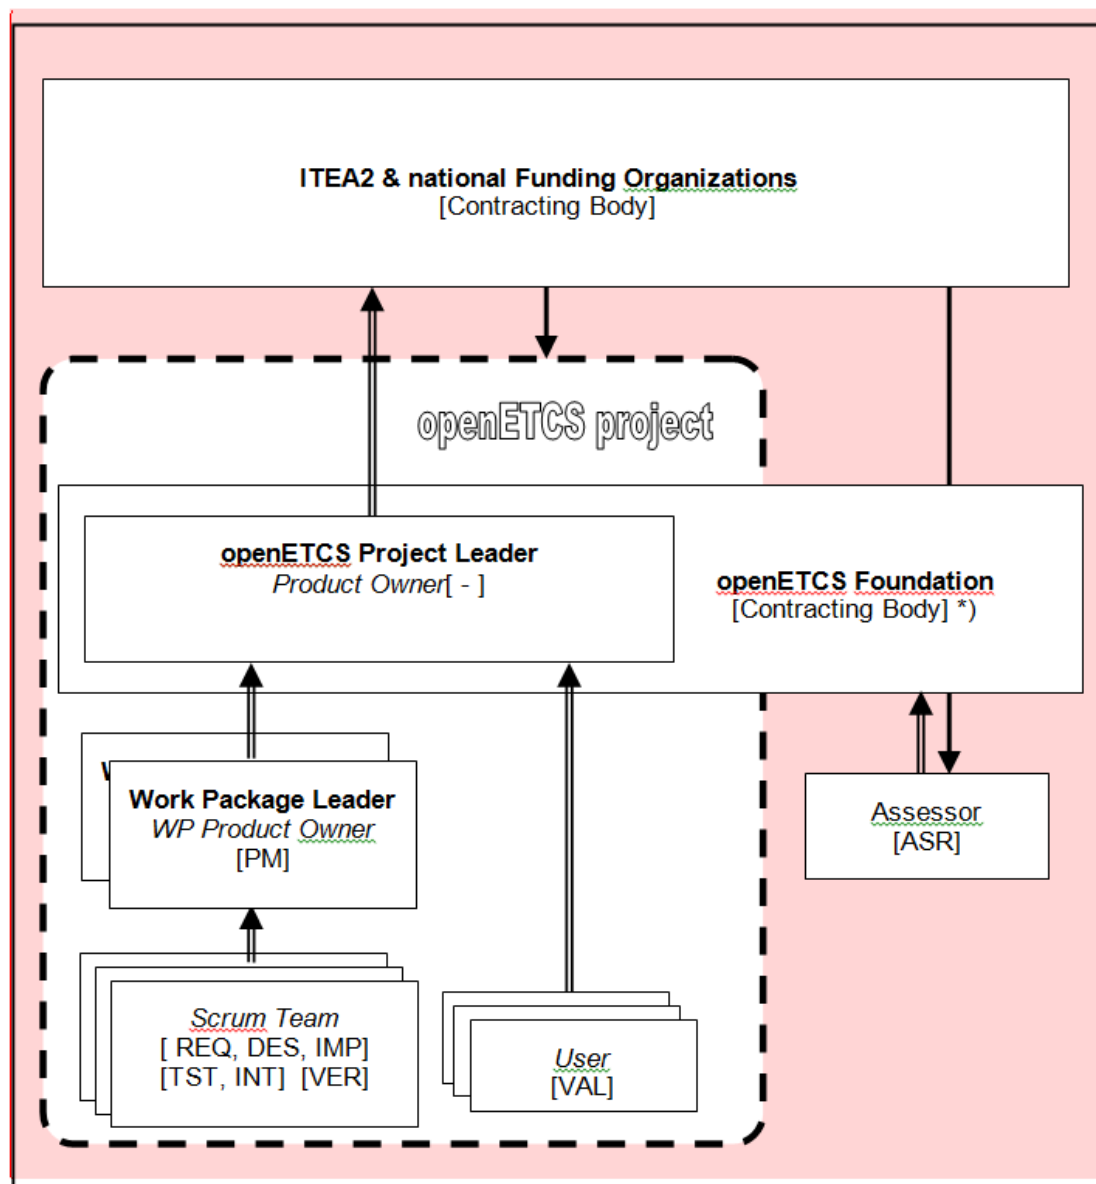 ITEA2 & national Funding Organizations
[Contracting Body]
openETCS project
openETCS Project Leader
Product Owner[ - ]
openETCS Foundation
[Contracting Body] *)
Work Package Leader
WP Product Owner
[PM]
Assessor
[ASR]
Scrum Team
[ REQ, DES, IMP]
[TST, INT] [VER]
User
[VAL]